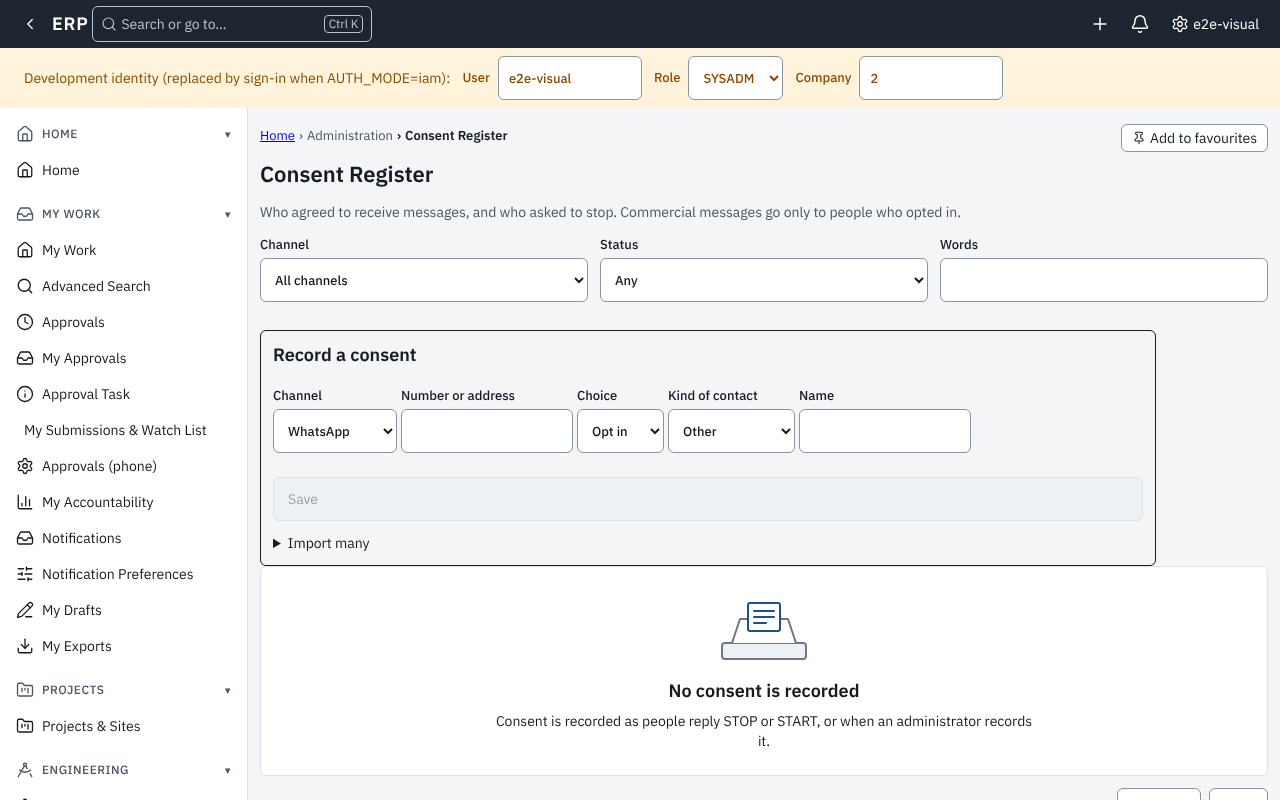 ERP
Search or go to...
Ctrl K
e2e-visual
Development identity (replaced by sign-in when AUTH_MODE=iam):
User
e2e-visual
Role
SYSADM
Company
2
HOME
Home
MY WORK
My Work
Advanced Search
Approvals
My Approvals
Approval Task
My Submissions & Watch List
Approvals (phone)
My Accountability
Notifications
Notification Preferences
My Drafts
My Exports
PROJECTS
Projects & Sites
ENGINEERING
Home › Administration › Consent Register
Add to favourites
Consent Register
Who agreed to receive messages, and who asked to stop. Commercial messages go only to people who opted in.
Channel
All channels
Status
Any
Words
Record a consent
Channel
WhatsApp
Number or address
Choice
Opt in
Kind of contact
Other
Name
Save
Import many
No consent is recorded
Consent is recorded as people reply STOP or START, or when an administrator records
it.